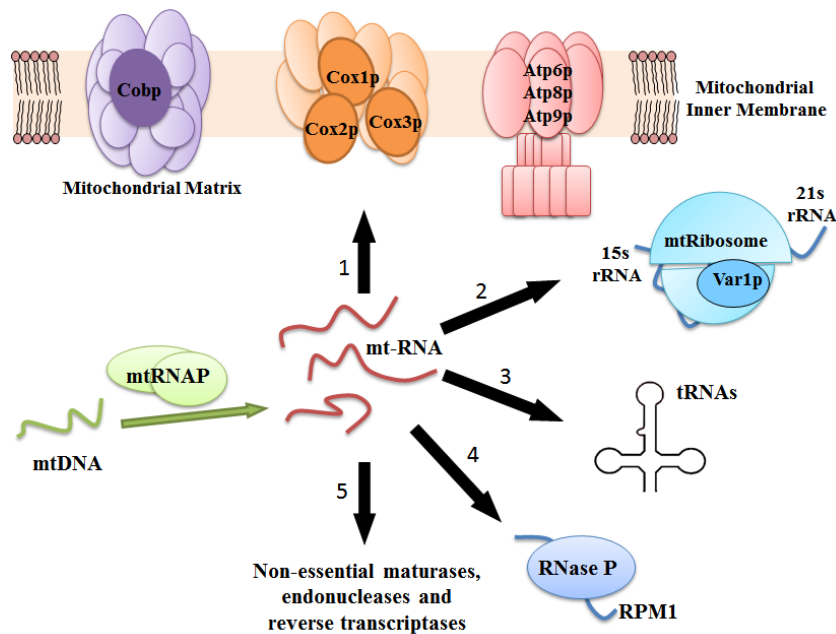 Cobp
Cox1p
Cox2p
Cox3p
Atp6p
Atp8p
Atp9p
Mitochondrial
Inner Membrane
Mitochondrial Matrix
21s
rRNA
15s
rRNA
mtRibosome
Var1p
1
2
mt-RNA
3
mtRNAP
tRNAs
mtDNA
4
5
Non-essential maturases,
endonucleases and
reverse transcriptases
RNase P
RPM1